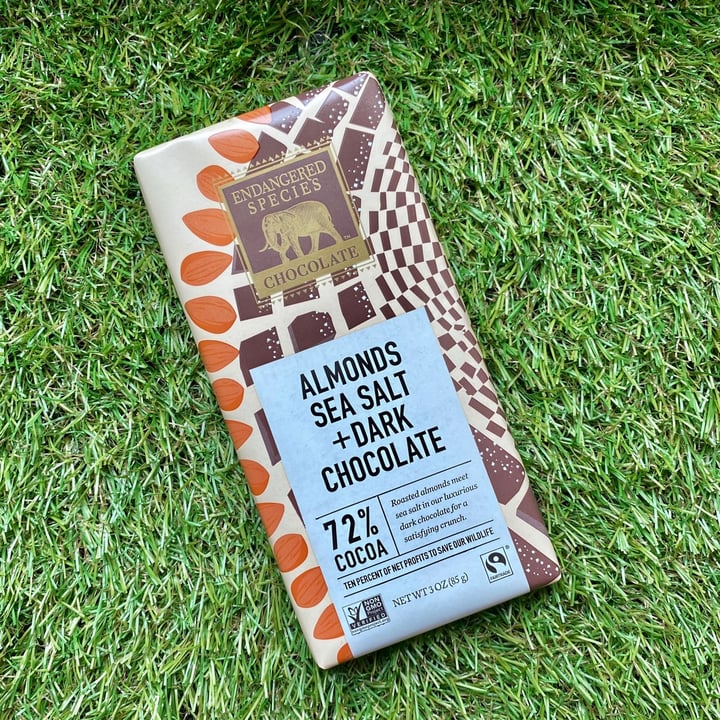 ENDANGERED
SPECIES
CHOCOLATE
ALMONDS
SEA SALT
+DARK
CHOCOLATE
72%
COCOA
Roasted almonds meet
sea salt in our luxurious
dark chocolate for a
satisfying crunch.
TEN PERCENT OF NET PROFITS TO SAVE OUR WILDLIFE
NON
GMO
Project
VERIFIED
NET WT 3 OZ (85 g)
FAIRTRADE